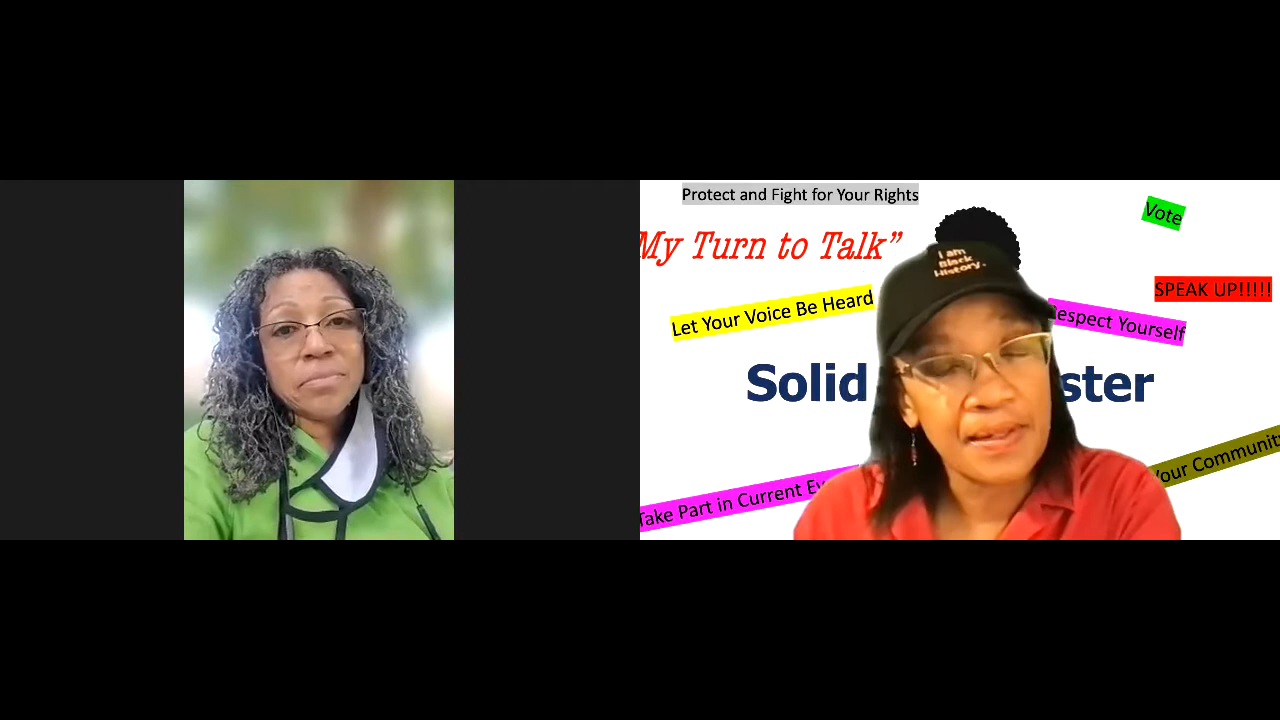 Protect and Fight for Your Rights
Vote
My Turn to Talk”
I am
Black
History.
SPEAK UP!!!!!
Let Your Voice Be Heard
Respect Yourself
Solid
ster
Your Community
Take Part in Current Ev